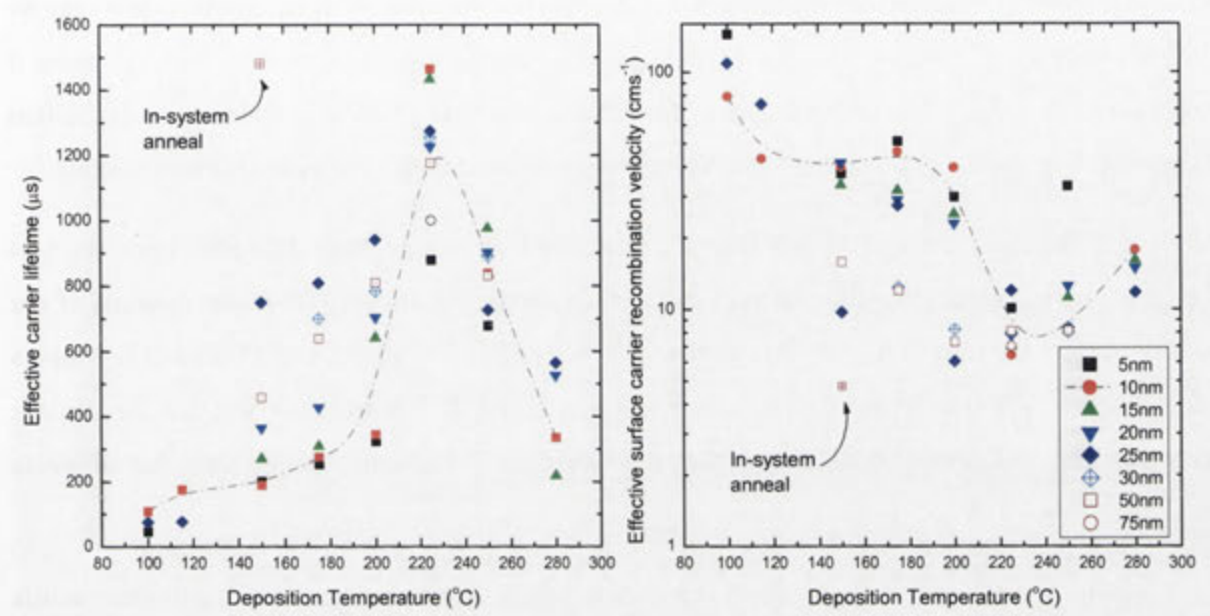 1600
1400
1200
1000
800
600
400
200
0
80 100 120 140 160 180 200 220 240 260 280 300
Effective carrier lifetime (μs)
Deposition Temperature (°C)
In-system
anneal
100
10
1
80 100 120 140 160 180 200 220 240 260 280 300
Effective surface carrier recombination velocity (cms⁻¹)
Deposition Temperature (°C)
In-system
anneal
5nm
10nm
15nm
20nm
25nm
30nm
50nm
75nm